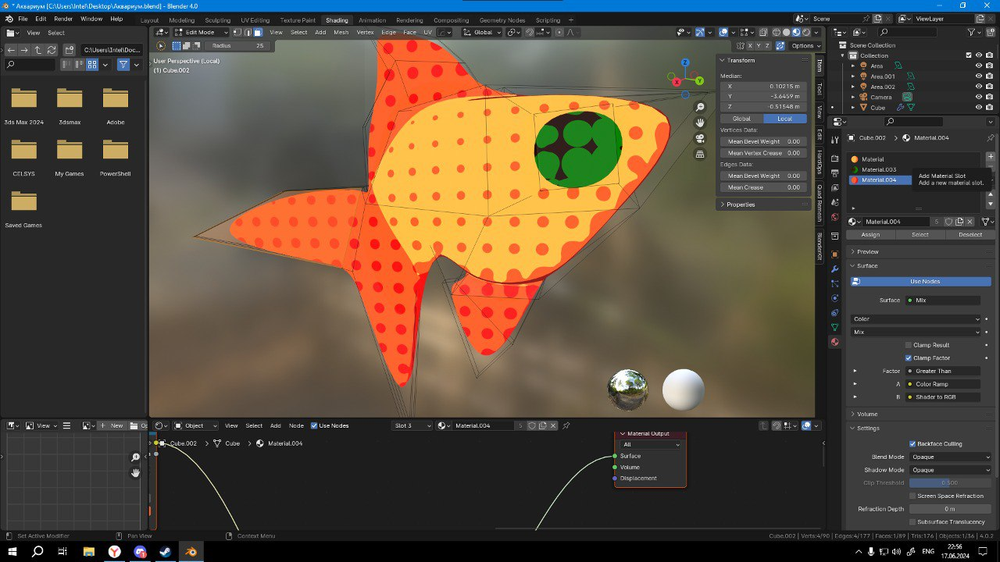 * Аквариум [C:\Users\Intel\Desktop\Аквариум.blend] - Blender 4.0
File Edit Render Window Help
Layout Modeling Sculpting UV Editing Texture Paint Shading Animation Rendering Compositing Geometry Nodes Scripting
Scene
ViewLayer
View Select
C:\Users\Intel\Doc...
3ds Max 2024
3dsmax
Adobe
CELSYS
My Games
PowerShell
Saved Games
Edit Mode
View Select Add Mesh Vertex Edge Face UV
Global
Radius 25
X Y Z
Options
User Perspective (Local)
(1) Cube.002
Z
X
Y
Transform
Median:
X 0.10215 m
Y -3.6459 m
Z -0.51548 m
Global Local
Vertices Data:
Mean Bevel Weight 0.00
Mean Vertex Crease 0.00
Edges Data:
Mean Bevel Weight 0.00
Mean Crease 0.00
Properties
Item
Tool
View
Edit
HardOps
Quad Remesh
BlenderKit
Scene Collection
Collection
Area
Area.001
Area.002
Camera
Cube
Cube.002 Material.004
Material
Material.003
Material.004
Add Material Slot
Add a new material slot.
Material.004 5
Assign Select Deselect
Preview
Surface
Use Nodes
Surface Mix
Color
Mix
Clamp Result
Clamp Factor
Factor Greater Than
A Color Ramp
B Shader to RGB
Volume
Settings
Backface Culling
Blend Mode Opaque
Shadow Mode Opaque
Clip Threshold 0.500
Screen Space Refraction
Refraction Depth 0 m
Subsurface Translucency
View
New
Object
View Select Add Node Use Nodes
Slot 3
Material.004 5
Cube.002 Cube Material.004
Material Output
All
Surface
Volume
Displacement
Set Active Modifier
Pan View
Context Menu
Cube.002 | Verts:4/90 | Edges:4/177 | Faces:1/89 | Tris:176 | Objects:1/36 | 4.0.2
ENG
22:56
17.06.2024